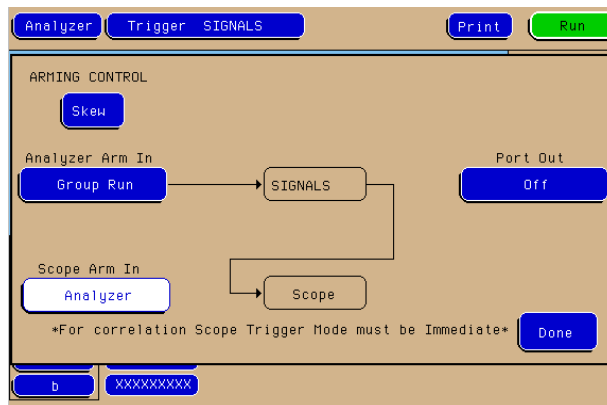 Analyzer Trigger SIGNALS Print Run
ARMING CONTROL
Skew
Analyzer Arm In Port Out
Group Run SIGNALS Off
Scope Arm In
Analyzer Scope
*For correlation Scope Trigger Mode must be Immediate* Done
b XXXXXXXXX